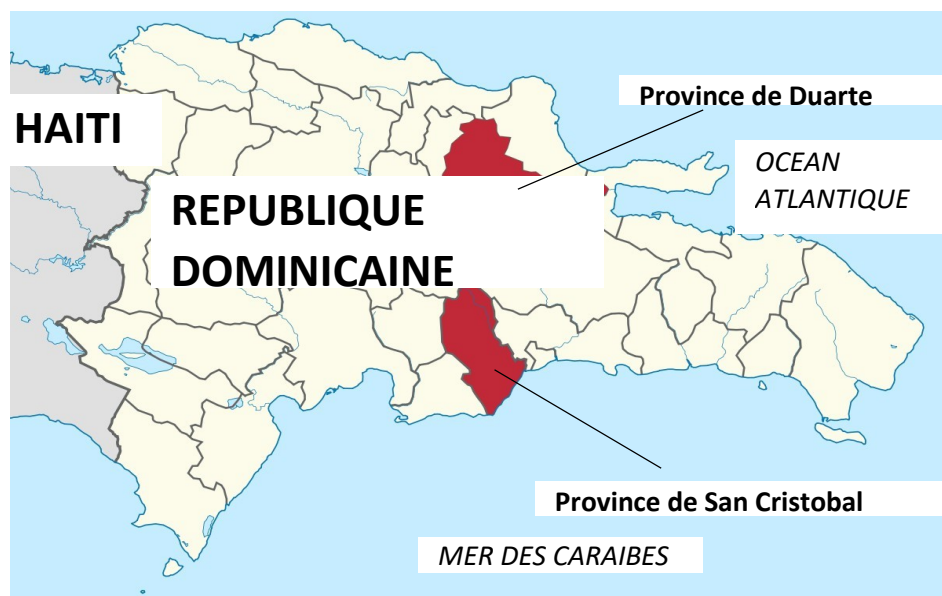 Province de Duarte
HAITI
OCEAN
ATLANTIQUE
REPUBLIQUE
DOMINICAINE
Province de San Cristobal
MER DES CARAIBES